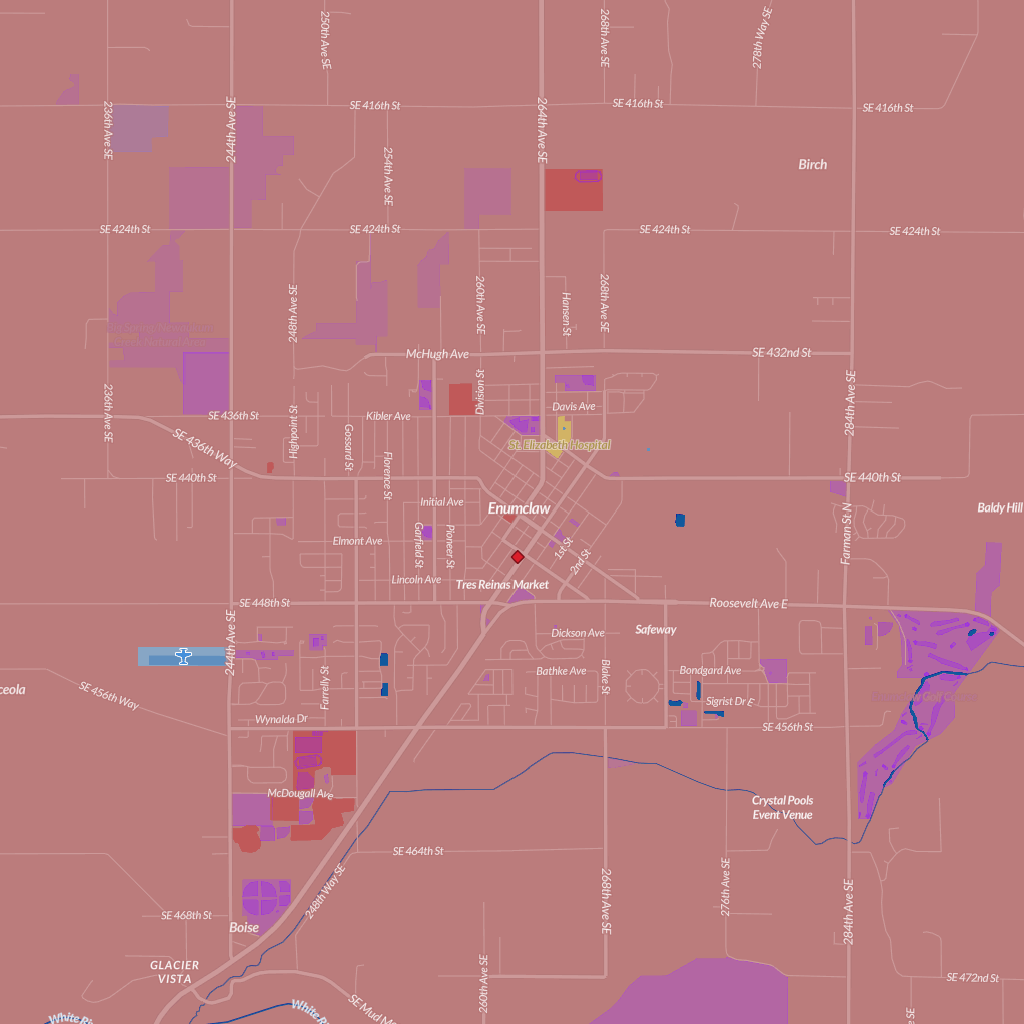 250th Ave SE
268th Ave SE
278th Way SE
236th Ave SE
244th Ave SE
SE 416th St
264th Ave SE
SE 416th St
SE 416th St
254th Ave SE
Birch
SE 424th St
SE 424th St
SE 424th St
SE 424th St
248th Ave SE
260th Ave SE
Hansen St
268th Ave SE
McHugh Ave
SE 432nd St
236th Ave SE
Division St
284th Ave SE
SE 436th St
Kibler Ave
Davis Ave
Highpoint St
SE 436th Way
Gossard St
St. Elizabeth Hospital
Florence St
SE 440th St
SE 440th St
Initial Ave
Enumclaw
Baldy Hill
Farman St N
Garfield St
Pioneer St
Elmont Ave
1st St
2nd St
Lincoln Ave
Tres Reinas Market
SE 448th St
Roosevelt Ave E
244th Ave SE
Dickson Ave
Safeway
Farrelly St
Bathke Ave
Blake St
Bondgard Ave
ceola
SE 456th Way
Sigrist Dr E
Wynalda Dr
SE 456th St
McDougall Ave
Crystal Pools
Event Venue
SE 464th St
248th Way SE
268th Ave SE
276th Ave SE
284th Ave SE
SE 468th St
Boise
GLACIER
VISTA
260th Ave SE
SE 472nd St
White Ri
White Ri
SE Mud M
SE